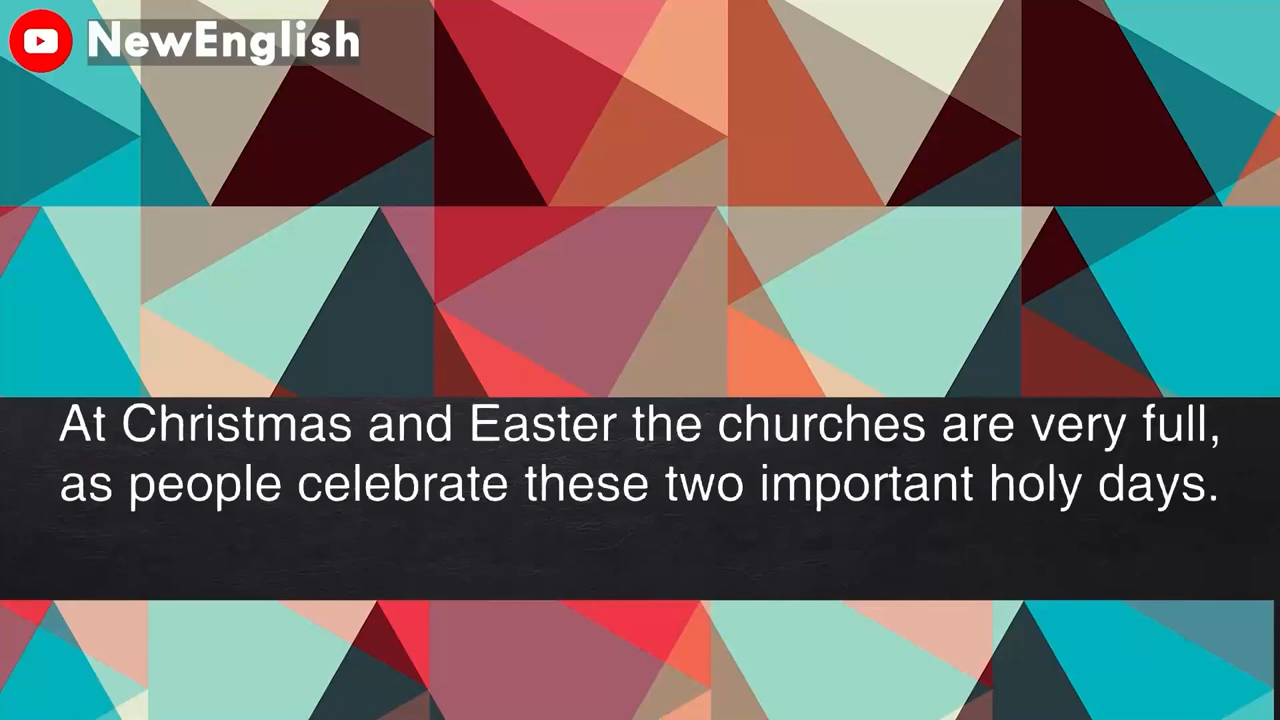 NewEnglish
At Christmas and Easter the churches are very full,
as people celebrate these two important holy days.